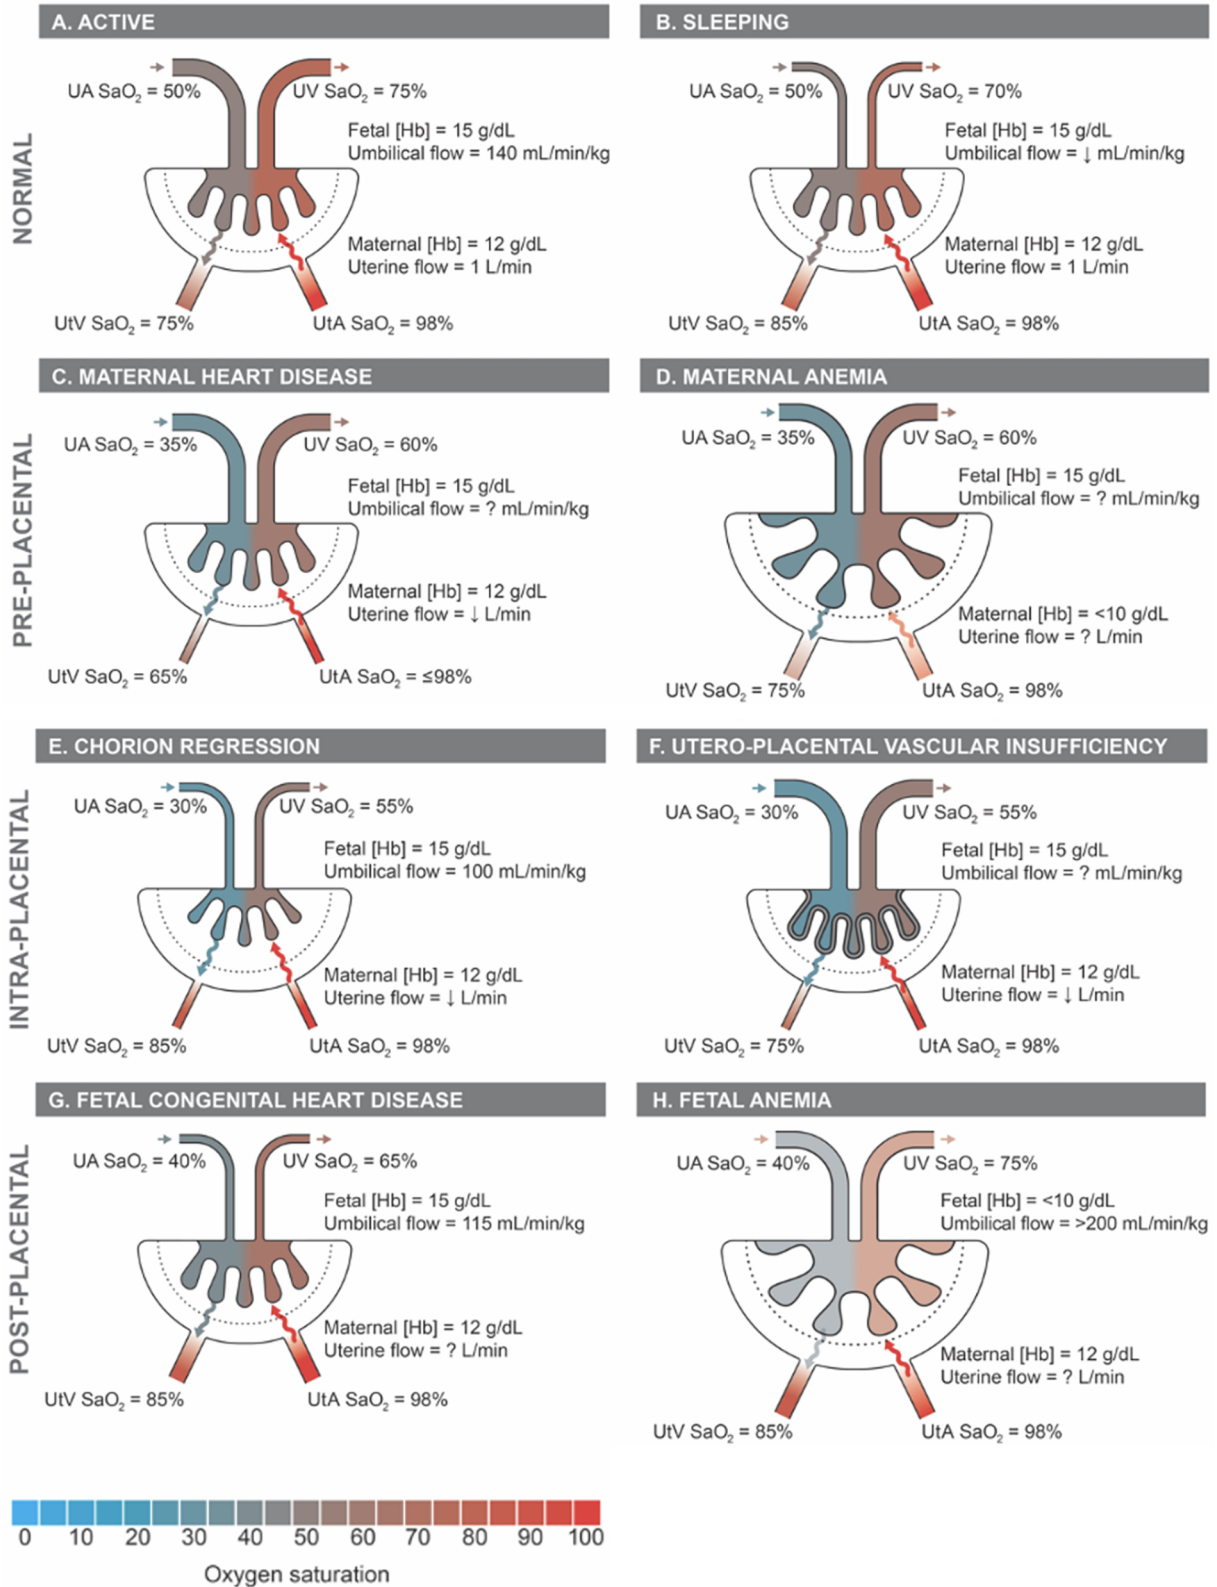 A. ACTIVE
B. SLEEPING
NORMAL
UA SaO₂ = 50%
UV SaO₂ = 75%
Fetal [Hb] = 15 g/dL
Umbilical flow = 140 mL/min/kg
Maternal [Hb] = 12 g/dL
Uterine flow = 1 L/min
UtV SaO₂ = 75%
UtA SaO₂ = 98%
UA SaO₂ = 50%
UV SaO₂ = 70%
Fetal [Hb] = 15 g/dL
Umbilical flow = ↓ mL/min/kg
Maternal [Hb] = 12 g/dL
Uterine flow = 1 L/min
UtV SaO₂ = 85%
UtA SaO₂ = 98%
C. MATERNAL HEART DISEASE
D. MATERNAL ANEMIA
PRE-PLACENTAL
UA SaO₂ = 35%
UV SaO₂ = 60%
Fetal [Hb] = 15 g/dL
Umbilical flow = ? mL/min/kg
Maternal [Hb] = 12 g/dL
Uterine flow = ↓ L/min
UtV SaO₂ = 65%
UtA SaO₂ = ≤98%
UA SaO₂ = 35%
UV SaO₂ = 60%
Fetal [Hb] = 15 g/dL
Umbilical flow = ? mL/min/kg
Maternal [Hb] = <10 g/dL
Uterine flow = ? L/min
UtV SaO₂ = 75%
UtA SaO₂ = 98%
E. CHORION REGRESSION
F. UTERO-PLACENTAL VASCULAR INSUFFICIENCY
INTRA-PLACENTAL
UA SaO₂ = 30%
UV SaO₂ = 55%
Fetal [Hb] = 15 g/dL
Umbilical flow = 100 mL/min/kg
Maternal [Hb] = 12 g/dL
Uterine flow = ↓ L/min
UtV SaO₂ = 85%
UtA SaO₂ = 98%
UA SaO₂ = 30%
UV SaO₂ = 55%
Fetal [Hb] = 15 g/dL
Umbilical flow = ? mL/min/kg
Maternal [Hb] = 12 g/dL
Uterine flow = ↓ L/min
UtV SaO₂ = 75%
UtA SaO₂ = 98%
G. FETAL CONGENITAL HEART DISEASE
H. FETAL ANEMIA
POST-PLACENTAL
UA SaO₂ = 40%
UV SaO₂ = 65%
Fetal [Hb] = 15 g/dL
Umbilical flow = 115 mL/min/kg
Maternal [Hb] = 12 g/dL
Uterine flow = ? L/min
UtV SaO₂ = 85%
UtA SaO₂ = 98%
UA SaO₂ = 40%
UV SaO₂ = 75%
Fetal [Hb] = <10 g/dL
Umbilical flow = >200 mL/min/kg
Maternal [Hb] = 12 g/dL
Uterine flow = ? L/min
UtV SaO₂ = 85%
UtA SaO₂ = 98%
0 10 20 30 40 50 60 70 80 90 100
Oxygen saturation